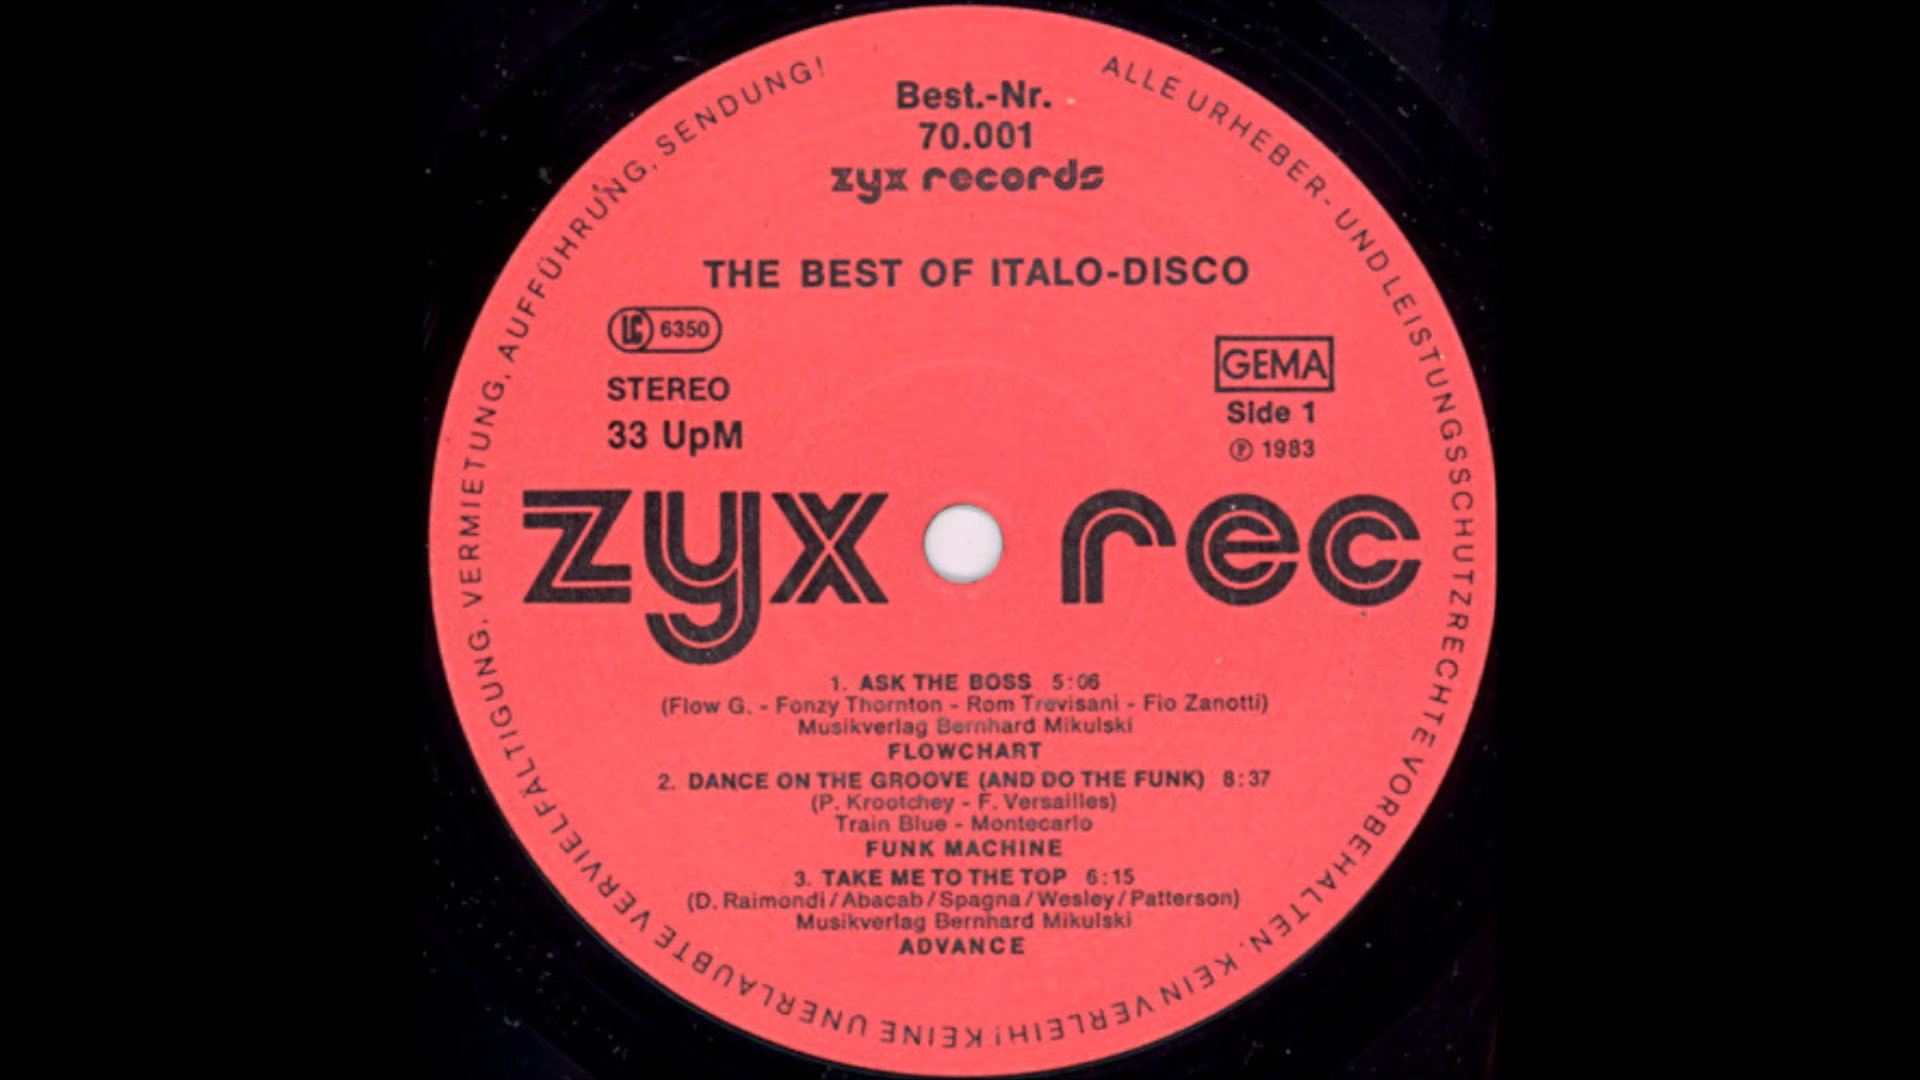 Best.-Nr.
70.001
zyx records
THE BEST OF ITALO-DISCO
LC 6350
STEREO
33 UpM
GEMA
Side 1
℗ 1983
zyx rec
1. ASK THE BOSS 5:06
(Flow G. - Fonzy Thornton - Rom Trevisani - Fio Zanotti)
Musikverlag Bernhard Mikulski
FLOWCHART
2. DANCE ON THE GROOVE (AND DO THE FUNK) 8:37
(P. Krootchey - F. Versailles)
Train Blue - Montecarlo
FUNK MACHINE
3. TAKE ME TO THE TOP 6:15
(D. Raimondi/Abacab/Spagna/Wesley/Patterson)
Musikverlag Bernhard Mikulski
ADVANCE
ALLE URHEBER- UND LEISTUNGSSCHUTZRECHTE VORBEHALTEN. KEIN VERLEIH! KEINE UNERLAUBTE VERVIELFÄLTIGUNG, VERMIETUNG, AUFFÜHRUNG, SENDUNG!